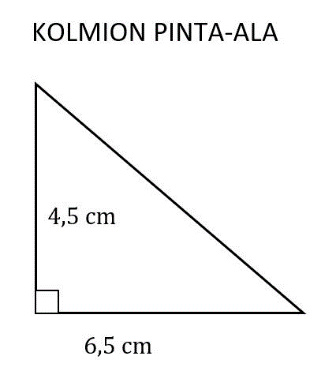 KOLMION PINTA-ALA
4,5 cm
6,5 cm